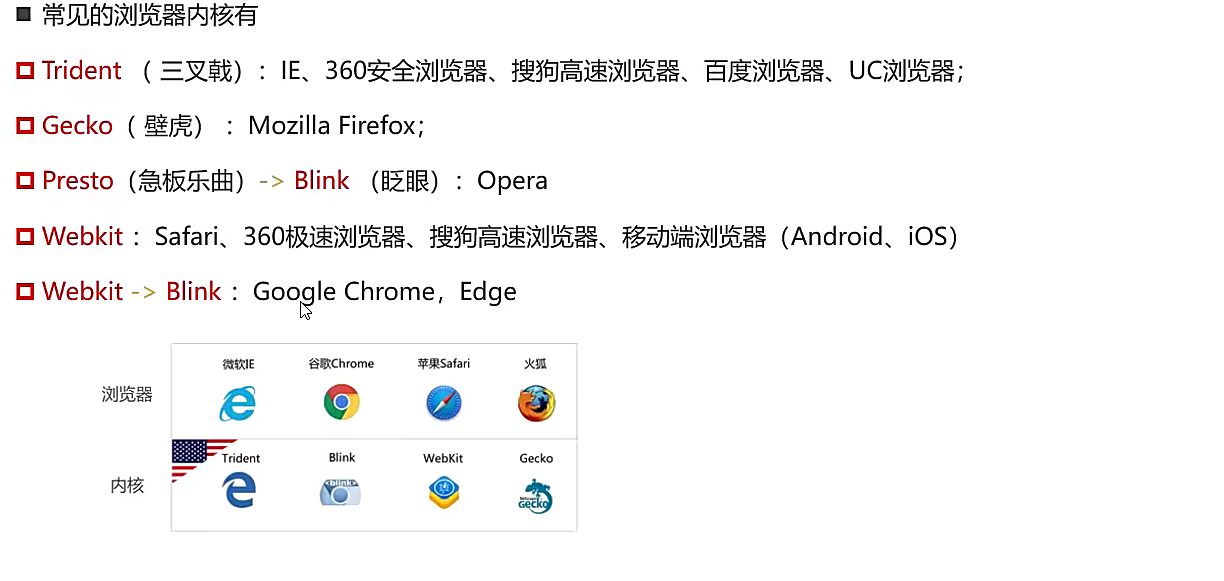 常见的浏览器内核有
Trident （ 三叉戟）：IE、360安全浏览器、搜狗高速浏览器、百度浏览器、UC浏览器；
Gecko（ 壁虎） ：Mozilla Firefox；
Presto（急板乐曲）-> Blink （眨眼）：Opera
Webkit：Safari、360极速浏览器、搜狗高速浏览器、移动端浏览器（Android、iOS）
Webkit -> Blink：Google Chrome，Edge
微软IE 谷歌Chrome 苹果Safari 火狐
浏览器
Trident Blink WebKit Gecko
内核
blink
Netscape
GECKO